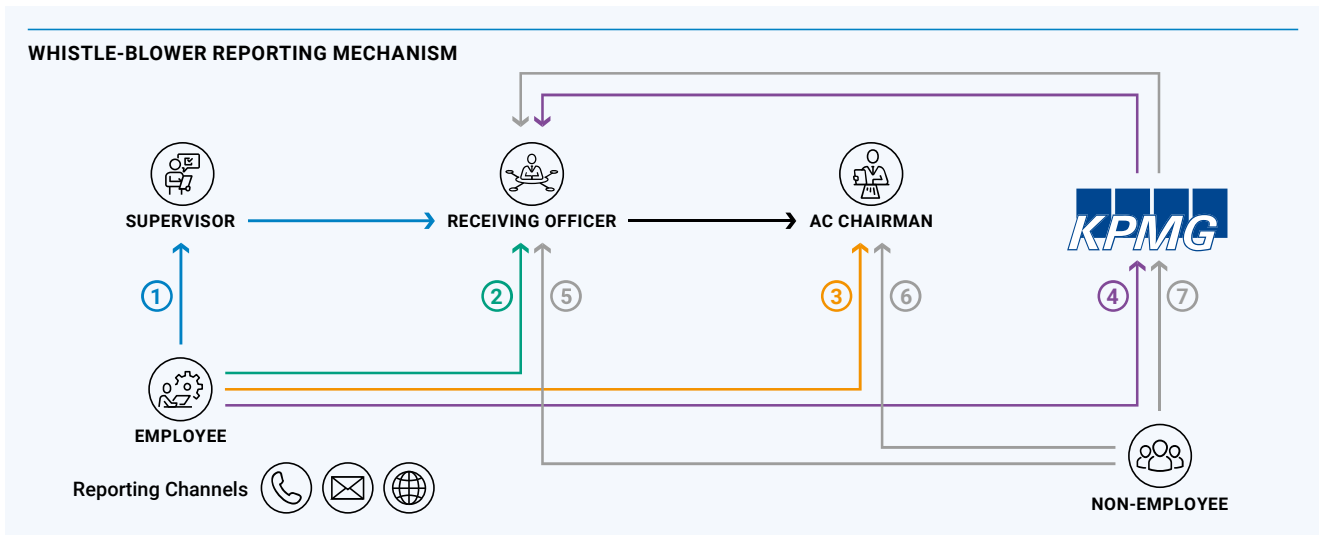 WHISTLE-BLOWER REPORTING MECHANISM
SUPERVISOR
RECEIVING OFFICER
AC CHAIRMAN
KPMG
1
2
5
3
6
4
7
EMPLOYEE
Reporting Channels
NON-EMPLOYEE